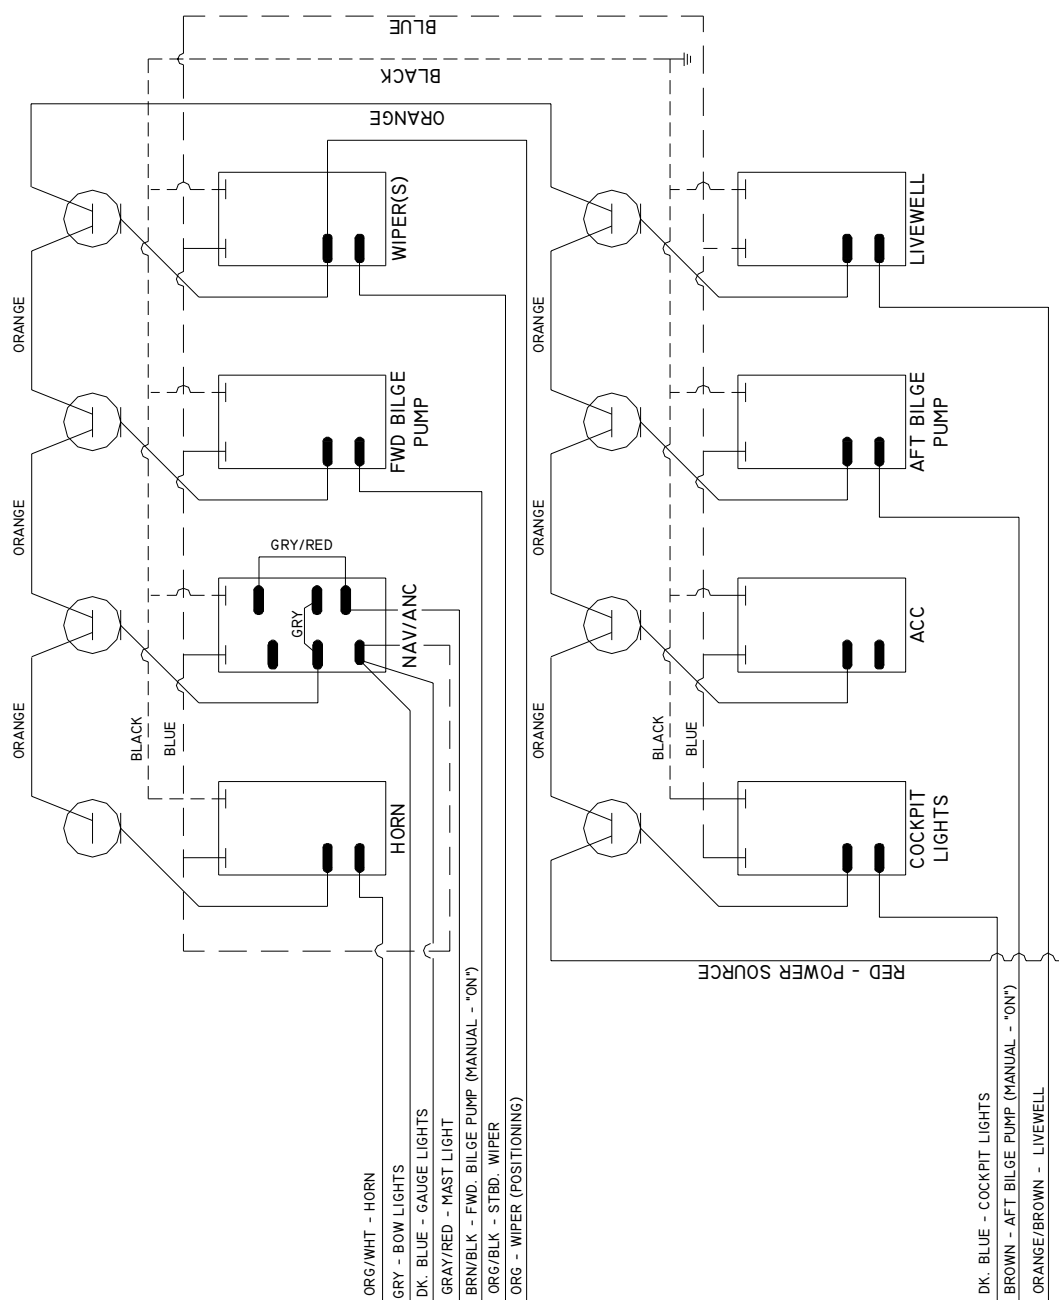 BLUE
BLACK
ORANGE
WIPER(S)
LIVEWELL
ORANGE
ORANGE
FWD BILGE
PUMP
AFT BILGE
PUMP
ORANGE
ORANGE
GRY/RED
GRY
NAV/ANC
ACC
ORANGE
BLACK
BLUE
ORANGE
BLACK
BLUE
HORN
COCKPIT
LIGHTS
RED - POWER SOURCE
ORG/WHT - HORN
GRY - BOW LIGHTS
DK. BLUE - GAUGE LIGHTS
GRAY/RED - MAST LIGHT
BRN/BLK - FWD. BILGE PUMP (MANUAL - "ON")
ORG/BLK - STBD. WIPER
ORG - WIPER (POSITIONING)
DK. BLUE - COCKPIT LIGHTS
BROWN - AFT BILGE PUMP (MANUAL - "ON")
ORANGE/BROWN - LIVEWELL